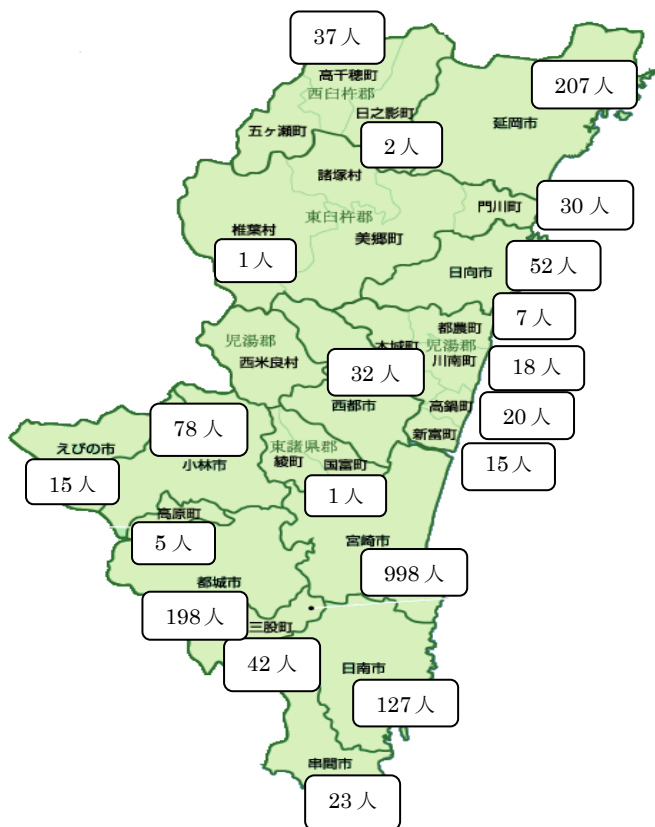 37人
高千穂町
207人
西臼杵郡
日之影町
延岡市
五ヶ瀬町
2人
諸塚村
門川町
30人
東臼杵郡
椎葉村
美郷町
1人
52人
日向市
7人
都農町
児湯郡
児湯郡
木城町
川南町
西米良村
18人
32人
高鍋町
西都市
20人
78人
新富町
えびの市
東諸県郡
小林市
綾町
国富町
15人
15人
1人
高原町
宮崎市
5人
998人
都城市
198人
三股町
42人
日南市
127人
串間市
23人